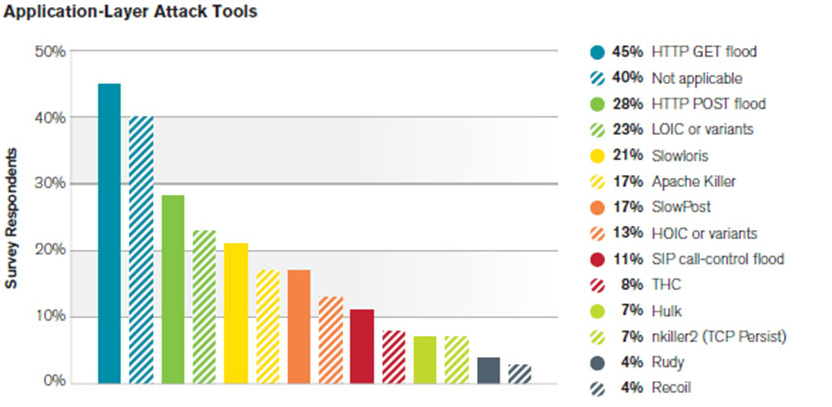 Application-Layer Attack Tools
50%
40%
30%
20%
10%
0%
Survey Respondents
45% HTTP GET flood
40% Not applicable
28% HTTP POST flood
23% LOIC or variants
21% Slowloris
17% Apache Killer
17% SlowPost
13% HOIC or variants
11% SIP call-control flood
8% THC
7% Hulk
7% nkiller2 (TCP Persist)
4% Rudy
4% Recoil